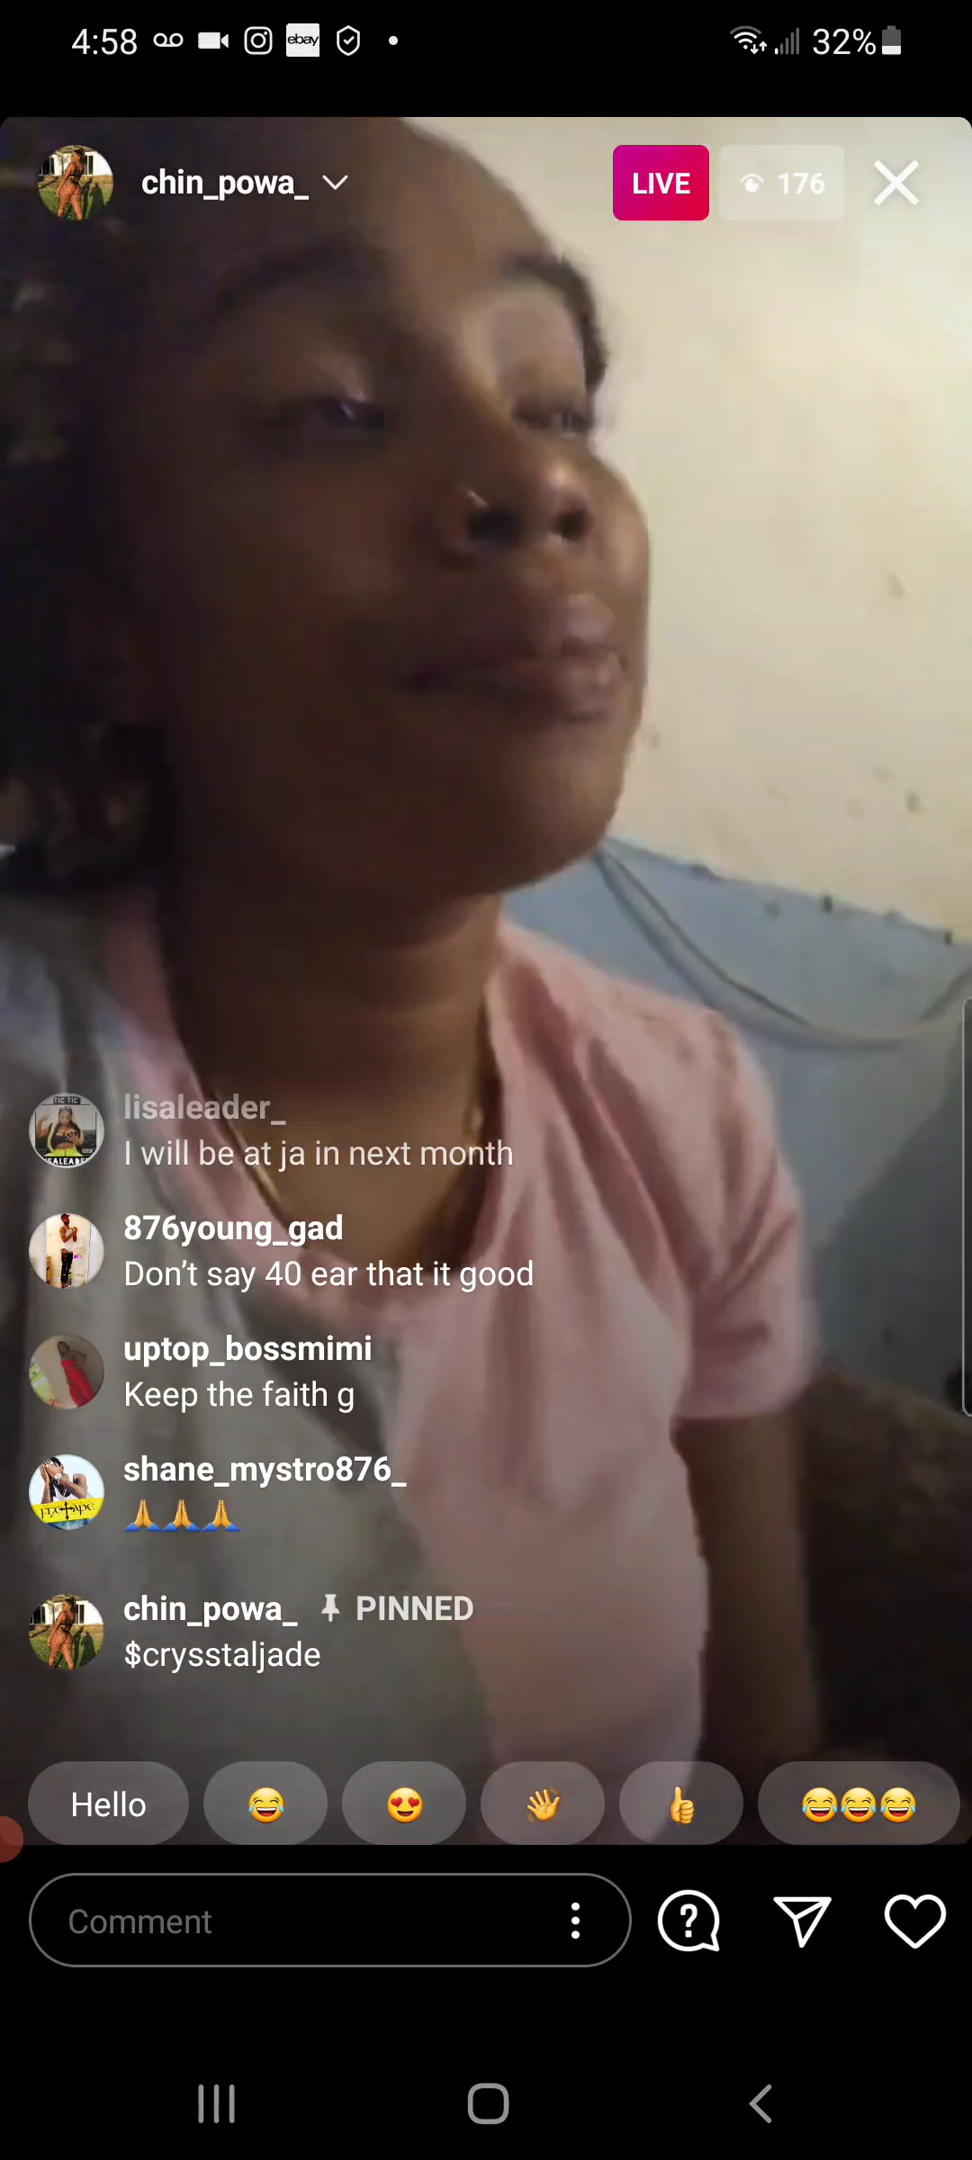 4:58
ebay
32%
chin_powa_
LIVE
176
lisaleader_
I will be at ja in next month
876young_gad
Don’t say 40 ear that it good
uptop_bossmimi
Keep the faith g
shane_mystro876_
🙏🙏🙏
chin_powa_ PINNED
$crysstaljade
Hello 😂 😍 👋 👍 😂😂😂
Comment